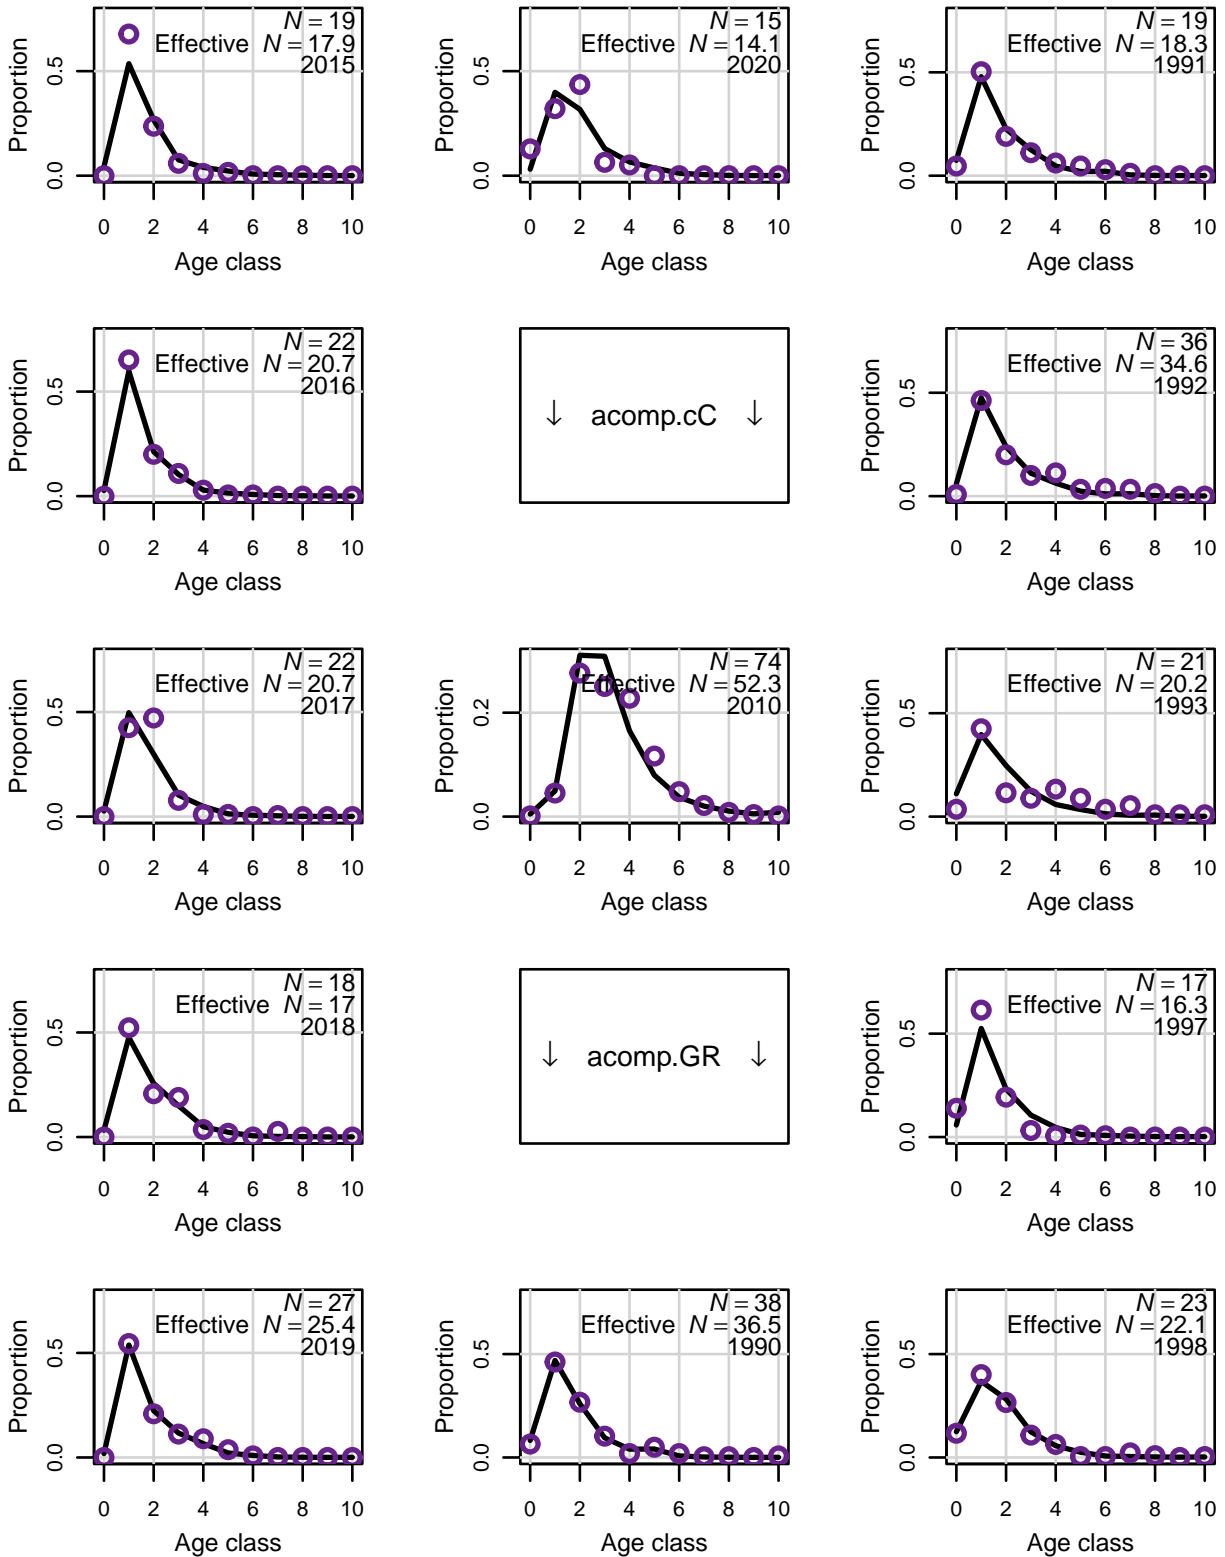 N = 19
Effective N = 17.9
2015
Proportion
0.5
0.0
0 2 4 6 8 10
Age class
N = 22
Effective N = 20.7
2016
Proportion
0.5
0.0
0 2 4 6 8 10
Age class
N = 22
Effective N = 20.7
2017
Proportion
0.5
0.0
0 2 4 6 8 10
Age class
N = 18
Effective N = 17
2018
Proportion
0.5
0.0
0 2 4 6 8 10
Age class
N = 27
Effective N = 25.4
2019
Proportion
0.5
0.0
0 2 4 6 8 10
Age class
N = 15
Effective N = 14.1
2020
Proportion
0.5
0.0
0 2 4 6 8 10
Age class
↓ acomp.cC ↓
N = 74
Effective N = 52.3
2010
Proportion
0.2
0.0
0 2 4 6 8 10
Age class
↓ acomp.GR ↓
N = 38
Effective N = 36.5
1990
Proportion
0.5
0.0
0 2 4 6 8 10
Age class
N = 19
Effective N = 18.3
1991
Proportion
0.5
0.0
0 2 4 6 8 10
Age class
N = 36
Effective N = 34.6
1992
Proportion
0.5
0.0
0 2 4 6 8 10
Age class
N = 21
Effective N = 20.2
1993
Proportion
0.5
0.0
0 2 4 6 8 10
Age class
N = 17
Effective N = 16.3
1997
Proportion
0.5
0.0
0 2 4 6 8 10
Age class
N = 23
Effective N = 22.1
1998
Proportion
0.5
0.0
0 2 4 6 8 10
Age class